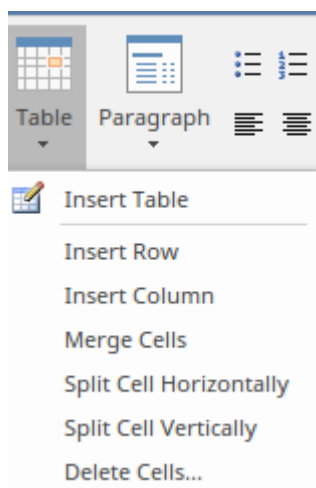 Table
Paragraph
Insert Table
Insert Row
Insert Column
Merge Cells
Split Cell Horizontally
Split Cell Vertically
Delete Cells...